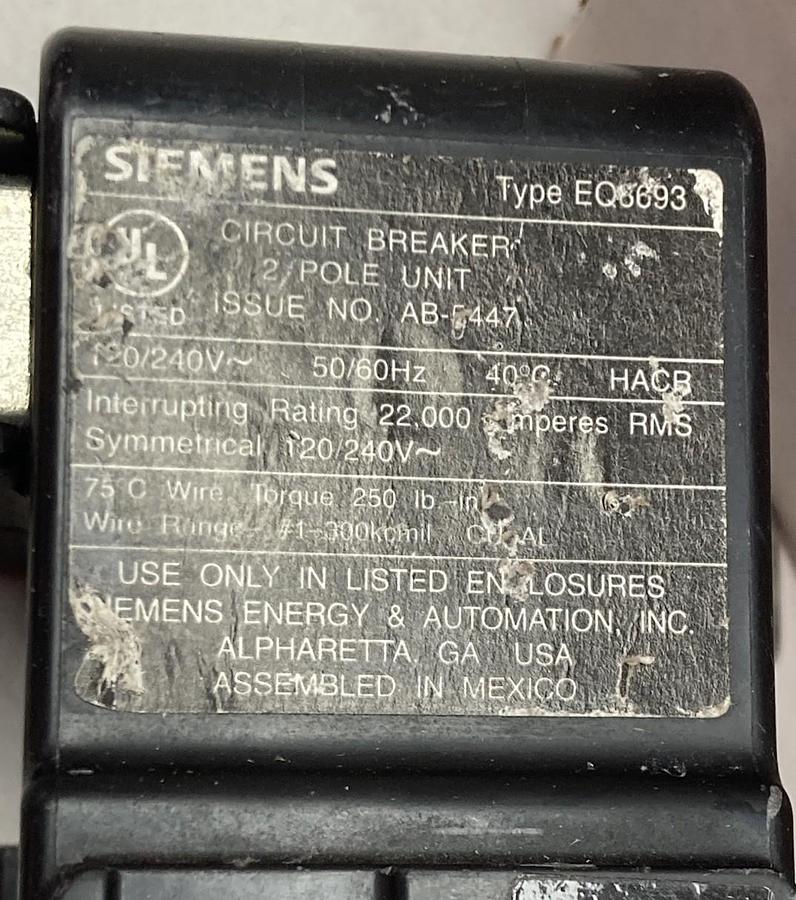 SIEMENS
Type EQ8693
UL
LISTED
CIRCUIT BREAKER
2 POLE UNIT
ISSUE NO. AB-5447
120/240V~ 50/60Hz 40°C HACR
Interrupting Rating 22,000 Amperes RMS
Symmetrical 120/240V~
75°C Wire, Torque 250 lb-in
Wire Range - #1-300kcmil CU-AL
USE ONLY IN LISTED ENCLOSURES
SIEMENS ENERGY & AUTOMATION, INC.
ALPHARETTA, GA USA
ASSEMBLED IN MEXICO